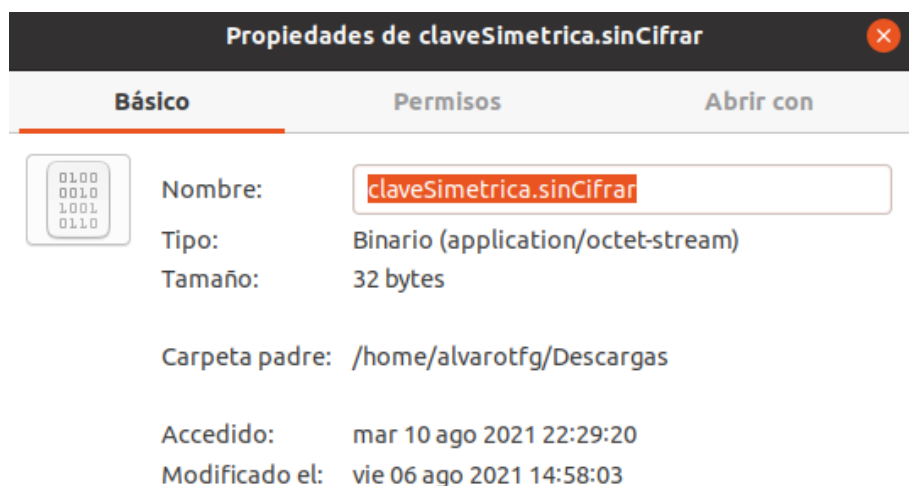 Propiedades de claveSimetrica.sinCifrar
Básico Permisos Abrir con
0100
0010
1001
0110
Nombre: claveSimetrica.sinCifrar
Tipo: Binario (application/octet-stream)
Tamaño: 32 bytes
Carpeta padre: /home/alvarotfg/Descargas
Accedido: mar 10 ago 2021 22:29:20
Modificado el: vie 06 ago 2021 14:58:03